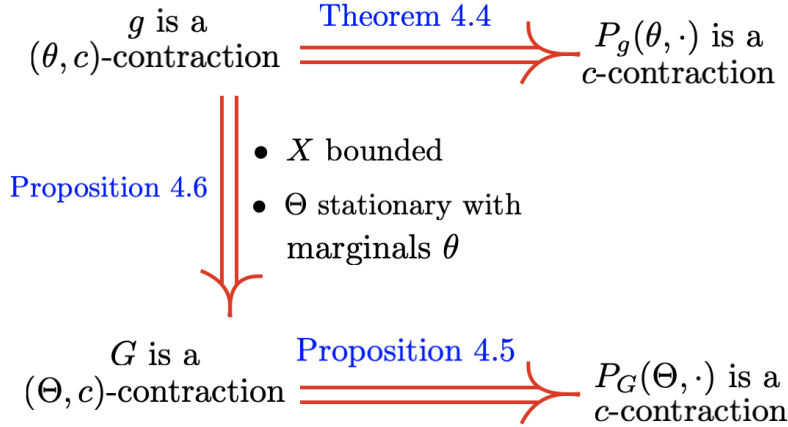 Theorem 4.4
g is a
(θ, c)-contraction
P_g(θ, ·) is a
c-contraction
Proposition 4.6
• X bounded
• Θ stationary with
marginals θ
G is a
(Θ, c)-contraction
Proposition 4.5
P_G(Θ, ·) is a
c-contraction